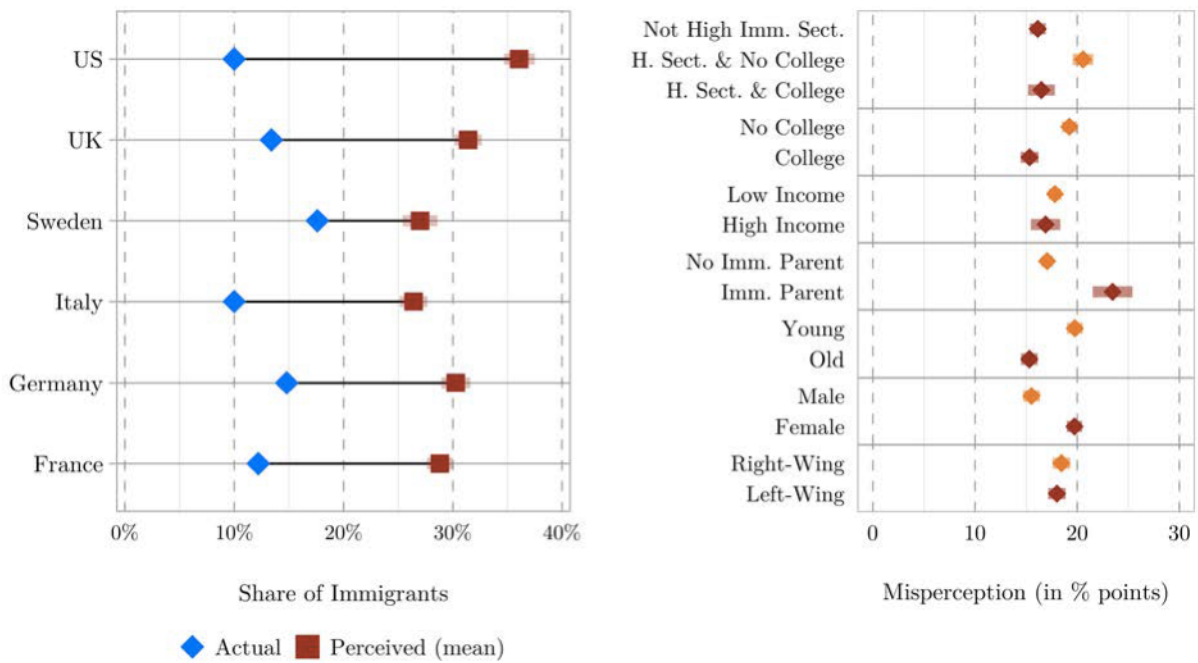 US
UK
Sweden
Italy
Germany
France
0% 10% 20% 30% 40%
Share of Immigrants
Actual Perceived (mean)
Not High Imm. Sect.
H. Sect. & No College
H. Sect. & College
No College
College
Low Income
High Income
No Imm. Parent
Imm. Parent
Young
Old
Male
Female
Right-Wing
Left-Wing
0 10 20 30
Misperception (in % points)